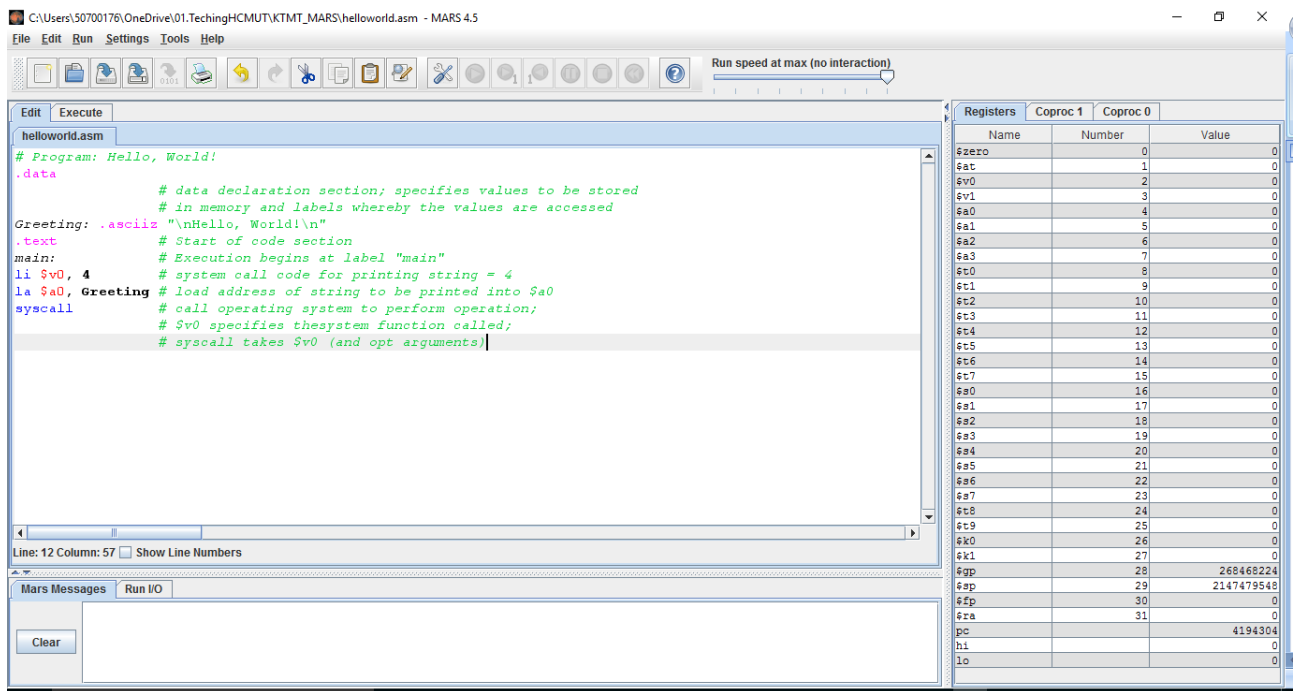 C:\Users\50700176\OneDrive\01.TechingHCMUT\KTMT_MARS\helloworld.asm - MARS 4.5
File Edit Run Settings Tools Help
Run speed at max (no interaction)
Edit Execute
helloworld.asm
# Program: Hello, World!
.data
# data declaration section; specifies values to be stored
# in memory and labels whereby the values are accessed
Greeting: .asciiz "\nHello, World!\n"
.text # Start of code section
main: # Execution begins at label "main"
li $v0, 4 # system call code for printing string = 4
la $a0, Greeting # load address of string to be printed into $a0
syscall # call operating system to perform operation;
# $v0 specifies thesystem function called;
# syscall takes $v0 (and opt arguments)
Line: 12 Column: 57 Show Line Numbers
Mars Messages Run I/O
Clear
Registers Coproc 1 Coproc 0
Name Number Value
$zero 0 0
$at 1 0
$v0 2 0
$v1 3 0
$a0 4 0
$a1 5 0
$a2 6 0
$a3 7 0
$t0 8 0
$t1 9 0
$t2 10 0
$t3 11 0
$t4 12 0
$t5 13 0
$t6 14 0
$t7 15 0
$s0 16 0
$s1 17 0
$s2 18 0
$s3 19 0
$s4 20 0
$s5 21 0
$s6 22 0
$s7 23 0
$t8 24 0
$t9 25 0
$k0 26 0
$k1 27 0
$gp 28 268468224
$sp 29 2147479548
$fp 30 0
$ra 31 0
pc 4194304
hi 0
lo 0